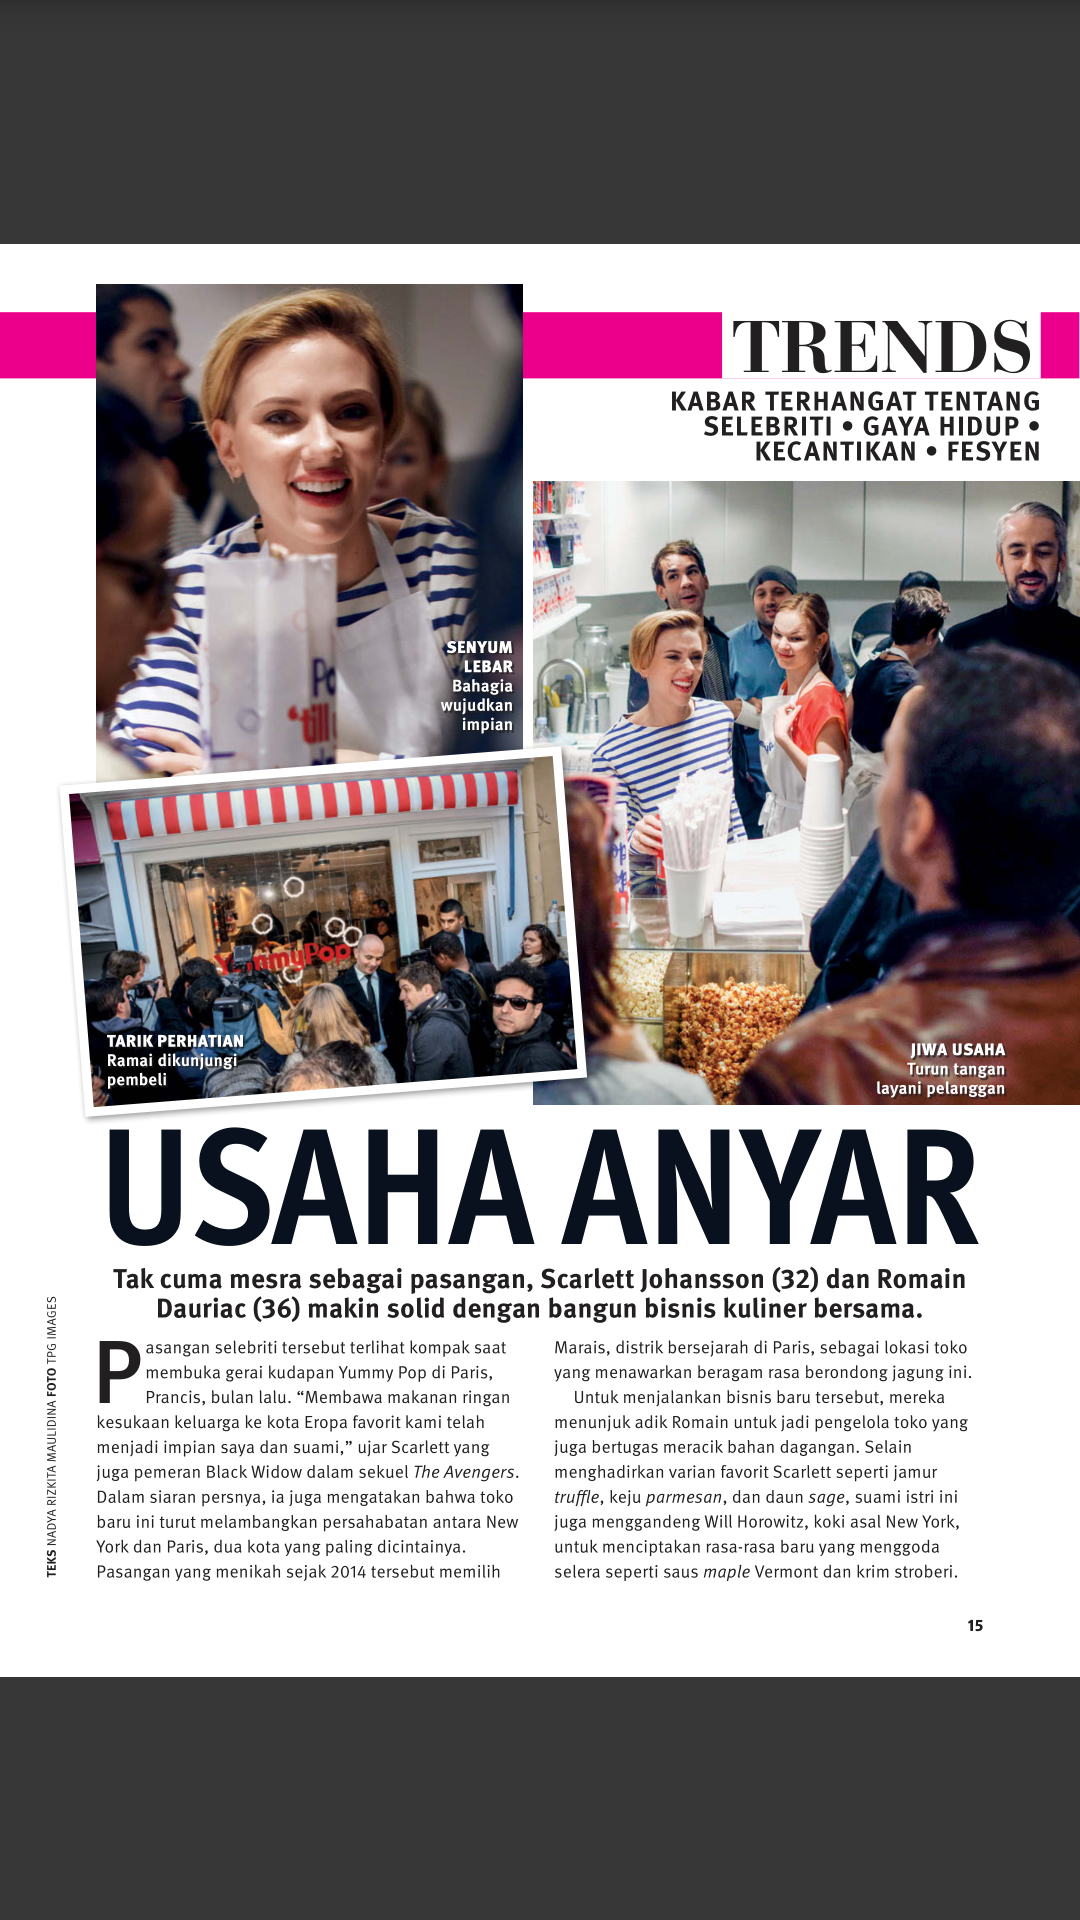 TRENDS
KABAR TERHANGAT TENTANG
SELEBRITI • GAYA HIDUP •
KECANTIKAN • FESYEN
SENYUM
LEBAR
Bahagia
wujudkan
impian
'till
YummyPop
TARIK PERHATIAN
Ramai dikunjungi
pembeli
JIWA USAHA
Turun tangan
layani pelanggan
USAHA ANYAR
Tak cuma mesra sebagai pasangan, Scarlett Johansson (32) dan Romain
Dauriac (36) makin solid dengan bangun bisnis kuliner bersama.
Pasangan selebriti tersebut terlihat kompak saat
membuka gerai kudapan Yummy Pop di Paris,
Prancis, bulan lalu. “Membawa makanan ringan
kesukaan keluarga ke kota Eropa favorit kami telah
menjadi impian saya dan suami,” ujar Scarlett yang
juga pemeran Black Widow dalam sekuel The Avengers.
Dalam siaran persnya, ia juga mengatakan bahwa toko
baru ini turut melambangkan persahabatan antara New
York dan Paris, dua kota yang paling dicintainya.
Pasangan yang menikah sejak 2014 tersebut memilih
Marais, distrik bersejarah di Paris, sebagai lokasi toko
yang menawarkan beragam rasa berondong jagung ini.
Untuk menjalankan bisnis baru tersebut, mereka
menunjuk adik Romain untuk jadi pengelola toko yang
juga bertugas meracik bahan dagangan. Selain
menghadirkan varian favorit Scarlett seperti jamur
truffle, keju parmesan, dan daun sage, suami istri ini
juga menggandeng Will Horowitz, koki asal New York,
untuk menciptakan rasa-rasa baru yang menggoda
selera seperti saus maple Vermont dan krim stroberi.
TEKS NADYA RIZKITA MAULIDINA FOTO TPG IMAGES
15